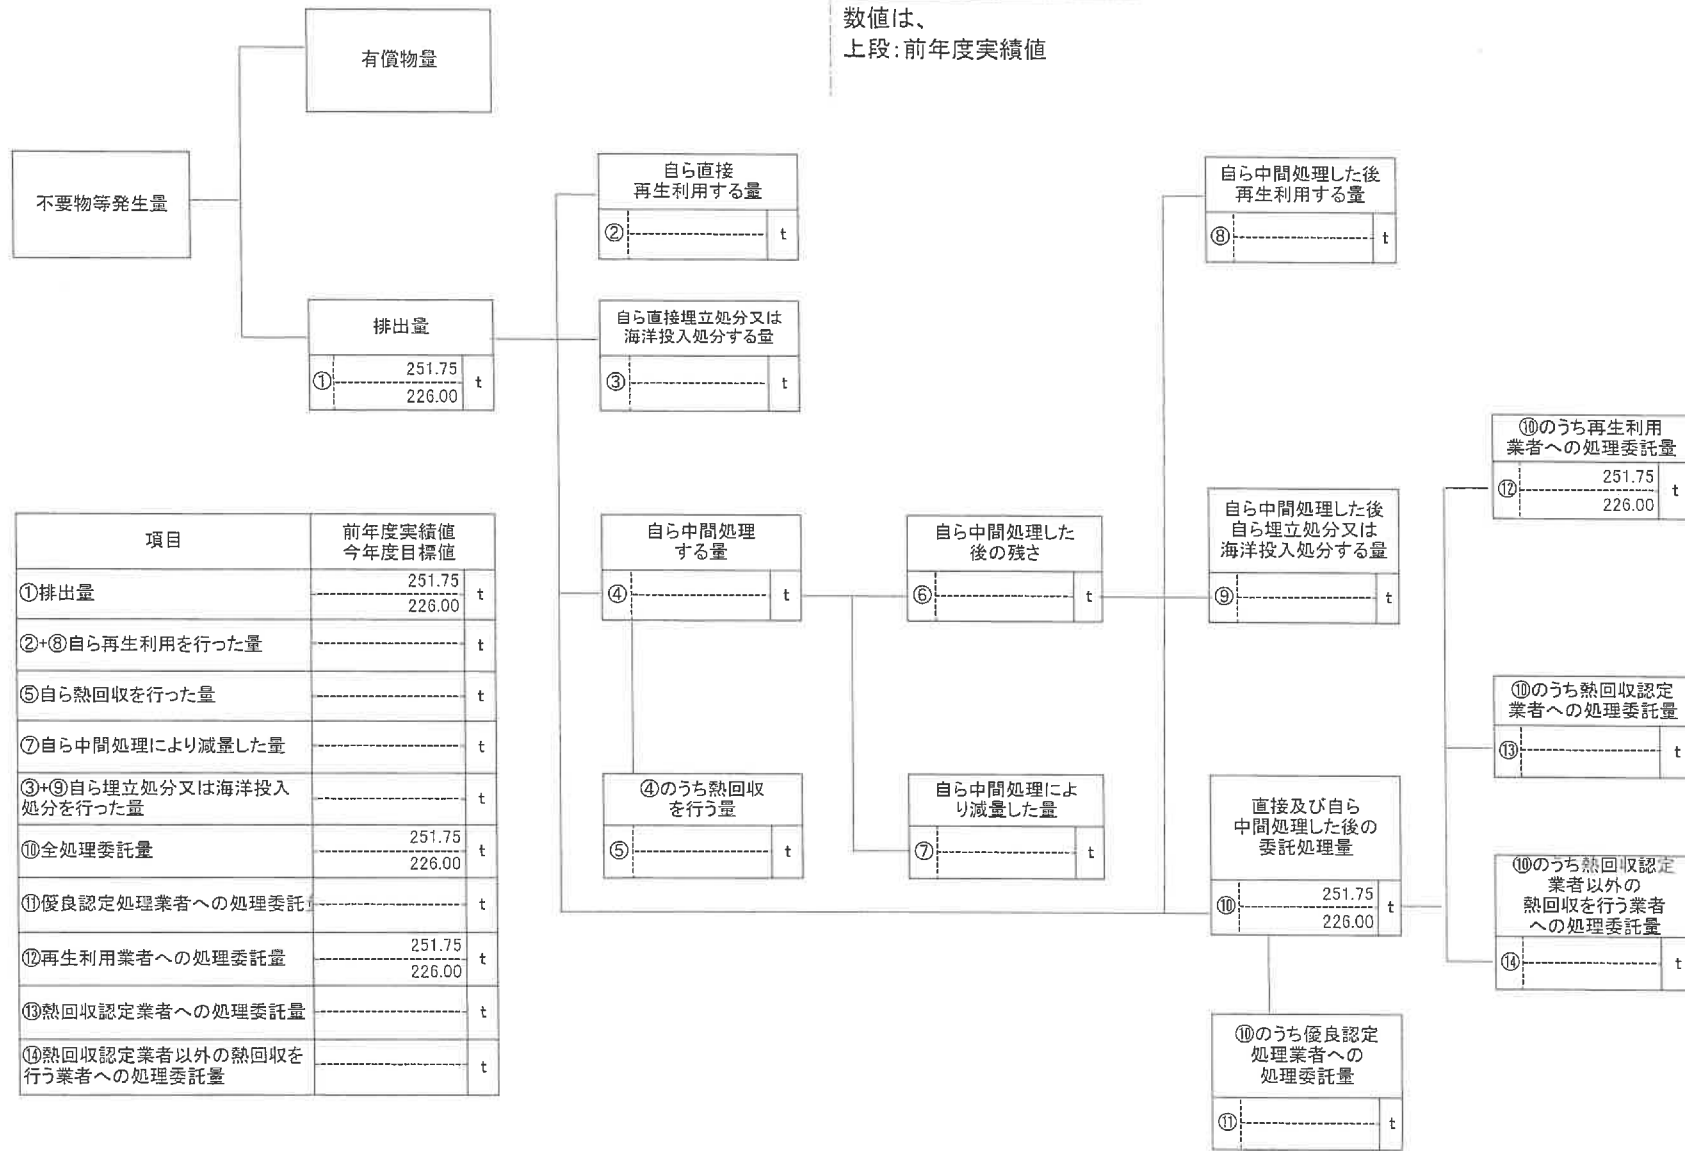 数値は、
上段:前年度実績値
有償物量
不要物等発生量
排出量
① 251.75 t
226.00
自ら直接
再生利用する量
② t
自ら直接埋立処分又は
海洋投入処分する量
③ t
自ら中間処理
する量
④ t
④のうち熱回収
を行う量
⑤ t
自ら中間処理した
後の残さ
⑥ t
自ら中間処理によ
り減量した量
⑦ t
自ら中間処理した後
再生利用する量
⑧ t
自ら中間処理した後
自ら埋立処分又は
海洋投入処分する量
⑨ t
直接及び自ら
中間処理した後の
委託処理量
⑩ 251.75 t
226.00
⑩のうち優良認定
処理業者への
処理委託量
⑪ t
⑩のうち再生利用
業者への処理委託量
⑫ 251.75 t
226.00
⑩のうち熱回収認定
業者への処理委託量
⑬ t
⑩のうち熱回収認定
業者以外の
熱回収を行う業者
への処理委託量
⑭ t
項目 前年度実績値
今年度目標値
①排出量 251.75 t
226.00
②+⑧自ら再生利用を行った量 t
⑤自ら熱回収を行った量 t
⑦自ら中間処理により減量した量 t
③+⑨自ら埋立処分又は海洋投入
処分を行った量 t
⑩全処理委託量 251.75 t
226.00
⑪優良認定処理業者への処理委託 t
⑫再生利用業者への処理委託量 251.75 t
226.00
⑬熱回収認定業者への処理委託量 t
⑭熱回収認定業者以外の熱回収を
行う業者への処理委託量 t